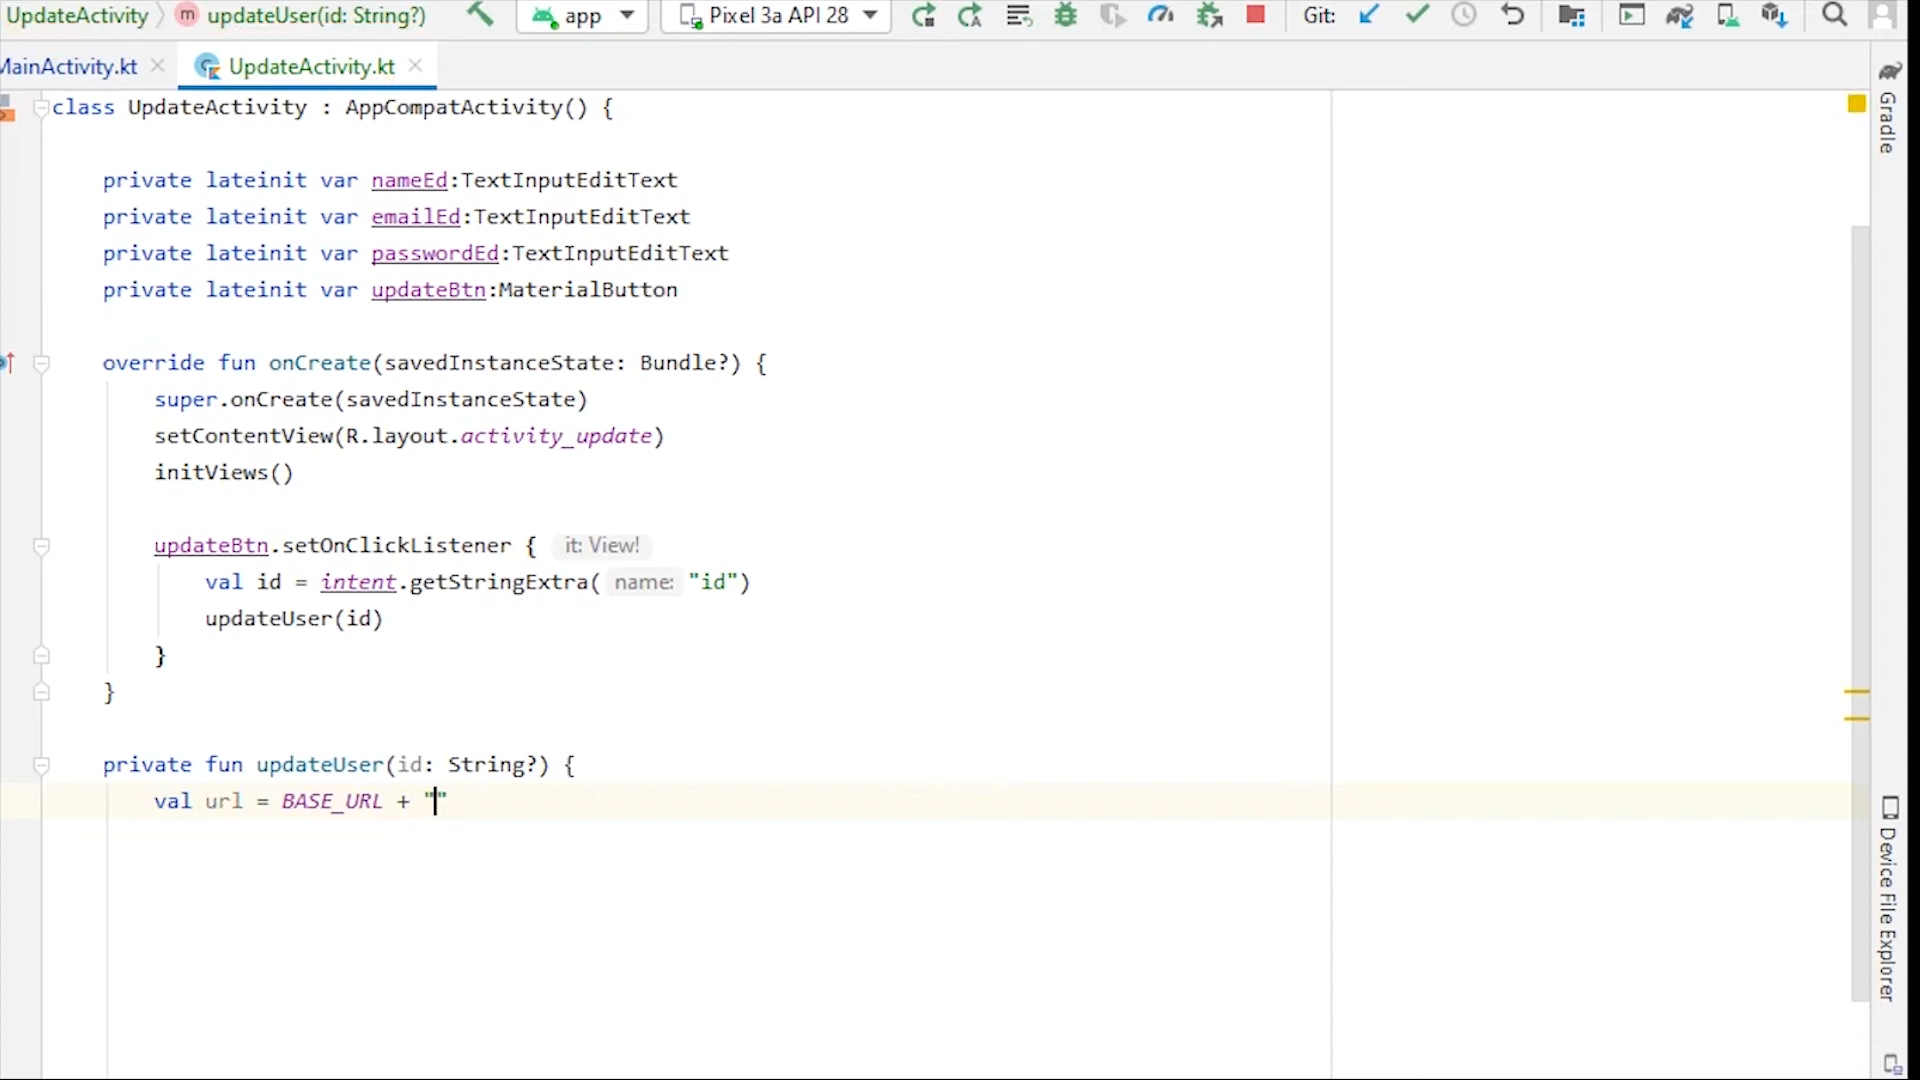 UpdateActivity
updateUser(id: String?)
app
Pixel 3a API 28
Git:
MainActivity.kt
UpdateActivity.kt
class UpdateActivity : AppCompatActivity() {
private lateinit var nameEd:TextInputEditText
private lateinit var emailEd:TextInputEditText
private lateinit var passwordEd:TextInputEditText
private lateinit var updateBtn:MaterialButton
override fun onCreate(savedInstanceState: Bundle?) {
super.onCreate(savedInstanceState)
setContentView(R.layout.activity_update)
initViews()
updateBtn.setOnClickListener { it: View!
val id = intent.getStringExtra( name: "id")
updateUser(id)
}
}
private fun updateUser(id: String?) {
val url = BASE_URL + ""
Gradle
Device File Explorer